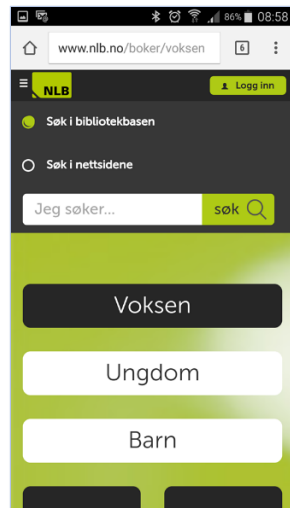 86% 08:58
www.nlb.no/boker/voksen 6
NLB Logg inn
Søk i bibliotekbasen
Søk i nettsidene
Jeg søker... søk
Voksen
Ungdom
Barn